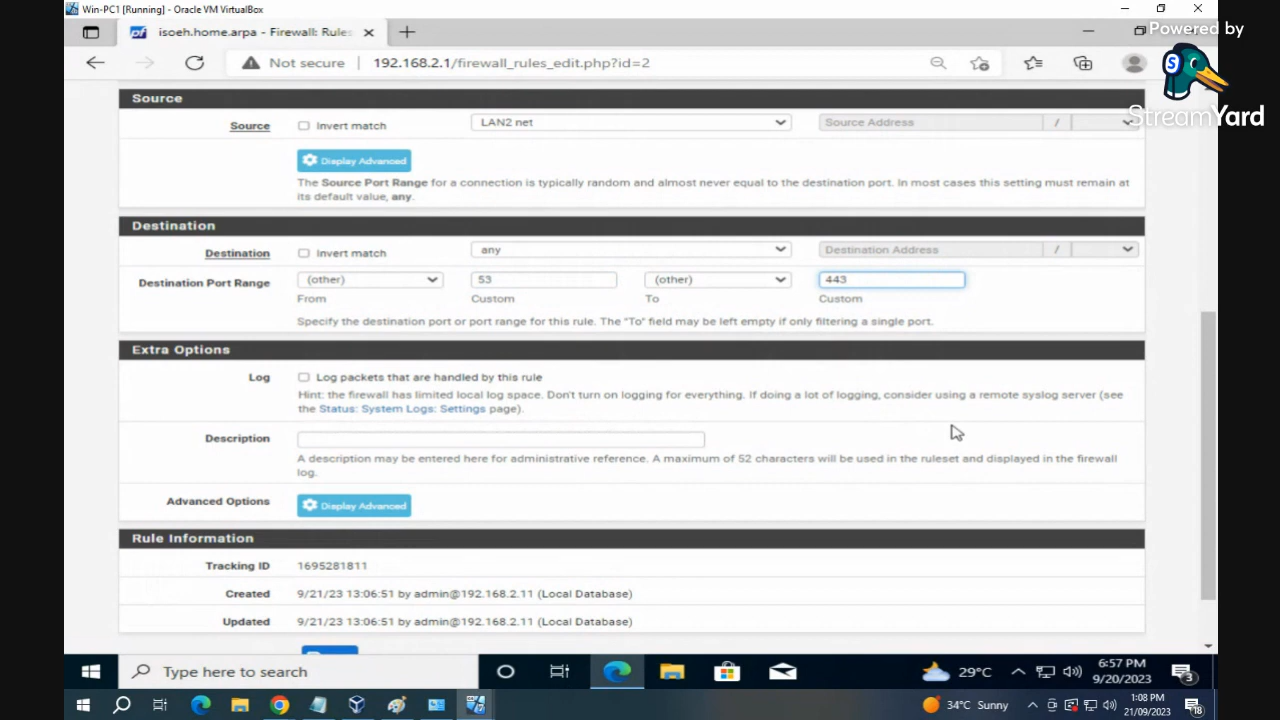 Win-PC1 [Running] - Oracle VM VirtualBox
isoeh.home.arpa - Firewall: Rules
Powered by
StreamYard
Not secure
192.168.2.1/firewall_rules_edit.php?id=2
Source
Source
Invert match
LAN2 net
Source Address
/
Display Advanced
The Source Port Range for a connection is typically random and almost never equal to the destination port. In most cases this setting must remain at
its default value, any.
Destination
Destination
Invert match
any
Destination Address
/
Destination Port Range
(other)
53
(other)
443
From
Custom
To
Custom
Specify the destination port or port range for this rule. The "To" field may be left empty if only filtering a single port.
Extra Options
Log
Log packets that are handled by this rule
Hint: the firewall has limited local log space. Don't turn on logging for everything. If doing a lot of logging, consider using a remote syslog server (see
the Status: System Logs: Settings page).
Description
A description may be entered here for administrative reference. A maximum of 52 characters will be used in the ruleset and displayed in the firewall
log.
Advanced Options
Display Advanced
Rule Information
Tracking ID
1695281811
Created
9/21/23 13:06:51 by admin@192.168.2.11 (Local Database)
Updated
9/21/23 13:06:51 by admin@192.168.2.11 (Local Database)
Type here to search
29°C
6:57 PM
9/20/2023
3
34°C Sunny
1:08 PM
21/09/2023
18